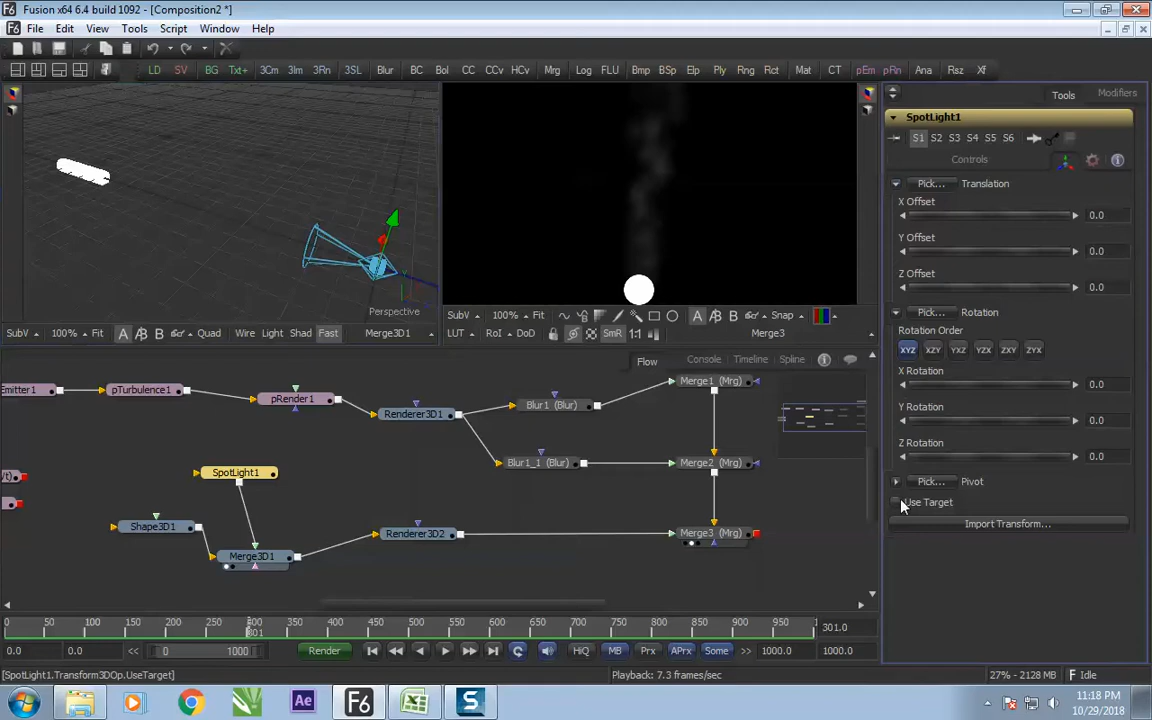 Fusion x64 6.4 build 1092 - [Composition2 *]
File Edit View Tools Script Window Help
LD SV BG Txt+ 3Cm 3Im 3Rn 3SL Blur BC Bol CC CCv HCv Mrg Log FLU Bmp BSp Elp Ply Rng Rct Mat CT pEm pRn Ana Rsz Xf
Tools Modifiers
SpotLight1
S1 S2 S3 S4 S5 S6
Controls
Pick... Translation
X Offset
0.0
Y Offset
0.0
Z Offset
0.0
Pick... Rotation
Rotation Order
XYZ XZY YXZ YZX ZXY ZYX
X Rotation
0.0
Y Rotation
0.0
Z Rotation
0.0
Pick... Pivot
Use Target
Import Transform...
Perspective
SubV 100% Fit A B Quad Wire Light Shad Fast Merge3D1
SubV 100% Fit A B Snap
LUT RoI DoD SmR 1:1 Merge3
Flow Console Timeline Spline
Emitter1 pTurbulence1 pRender1 Renderer3D1 Blur1 (Blur) Merge1 (Mrg)
SpotLight1 Blur1_1 (Blur) Merge2 (Mrg)
Shape3D1 Merge3D1 Renderer3D2 Merge3 (Mrg)
0 50 100 150 200 250 300 350 400 450 500 550 600 650 700 750 800 850 900 950
301
301.0
0.0 0.0 << 0 1000 Render HiQ MB Prx APrx Some >> 1000.0 1000.0
[SpotLight1.Transform3DOp.UseTarget] Playback: 7.3 frames/sec 27% - 2128 MB Idle
11:18 PM
10/29/2018